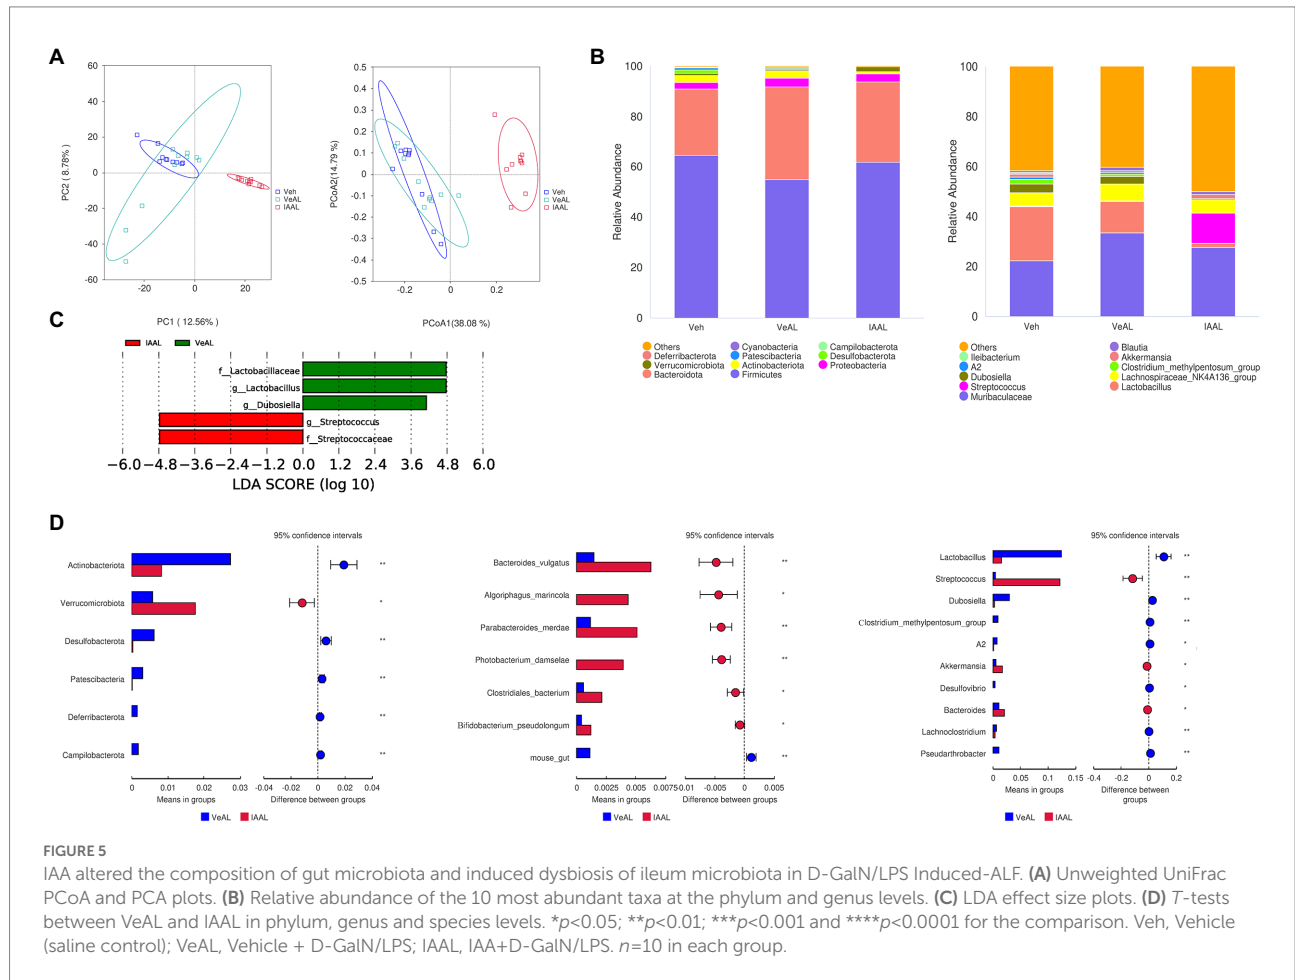 A
60
40
20
0
-20
-40
-60
PC2 ( 8.78% )
-20
0
20
PC1 ( 12.56% )
Veh
VeAL
IAAL
0.5
0.4
0.3
0.2
0.1
0
-0.1
-0.2
-0.3
-0.4
-0.5
PCoA2(14.79 %)
-0.2
0
0.2
PCoA1(38.08 %)
Veh
VeAL
IAAL
B
100
80
60
40
20
0
Relative Abundance
Veh VeAL IAAL
Others Cyanobacteria Campilobacterota
Deferribacterota Patescibacteria Desulfobacterota
Verrucomicrobiota Actinobacteriota Proteobacteria
Bacteroidota Firmicutes
100
80
60
40
20
0
Relative Abundance
Veh VeAL IAAL
Others Blautia
Ileibacterium Akkermansia
A2 Clostridium_methylpentosum_group
Dubosiella Lachnospiraceae_NK4A136_group
Streptococcus Lactobacillus
Muribaculaceae
C
IAAL VeAL
f__Lactobacillaceae
g__Lactobacillus
g__Dubosiella
g__Streptococcus
f__Streptococcaceae
−6.0 −4.8 −3.6 −2.4 −1.2 0.0 1.2 2.4 3.6 4.8 6.0
LDA SCORE (log 10)
D
95% confidence intervals
Actinobacteriota **
Verrucomicrobiota *
Desulfobacterota **
Patescibacteria **
Deferribacterota **
Campilobacterota **
0 0.01 0.02 0.03 -0.04 -0.02 0 0.02 0.04
Means in groups Difference between groups
VeAL IAAL
95% confidence intervals
Bacteroides_vulgatus **
Algoriphagus_marincola *
Parabacteroides_merdae **
Photobacterium_damselae **
Clostridiales_bacterium *
Bifidobacterium_pseudolongum *
mouse_gut **
0 0.0025 0.005 0.0075 -0.01 -0.005 0 0.005
Means in groups Difference between groups
VeAL IAAL
95% confidence intervals
Lactobacillus **
Streptococcus **
Dubosiella **
Clostridium_methylpentosum_group **
A2 *
Akkermansia *
Desulfovibrio *
Bacteroides *
Lachnoclostridium **
Pseudarthrobacter **
0 0.05 0.1 0.15 -0.4 -0.2 0 0.2
Means in groups Difference between
groups
VeAL IAAL
FIGURE 5
IAA altered the composition of gut microbiota and induced dysbiosis of ileum microbiota in D-GalN/LPS Induced-ALF. (A) Unweighted UniFrac
PCoA and PCA plots. (B) Relative abundance of the 10 most abundant taxa at the phylum and genus levels. (C) LDA effect size plots. (D) T-tests
between VeAL and IAAL in phylum, genus and species levels. *p<0.05; **p<0.01; ***p<0.001 and ****p<0.0001 for the comparison. Veh, Vehicle
(saline control); VeAL, Vehicle + D-GalN/LPS; IAAL, IAA+D-GalN/LPS. n=10 in each group.